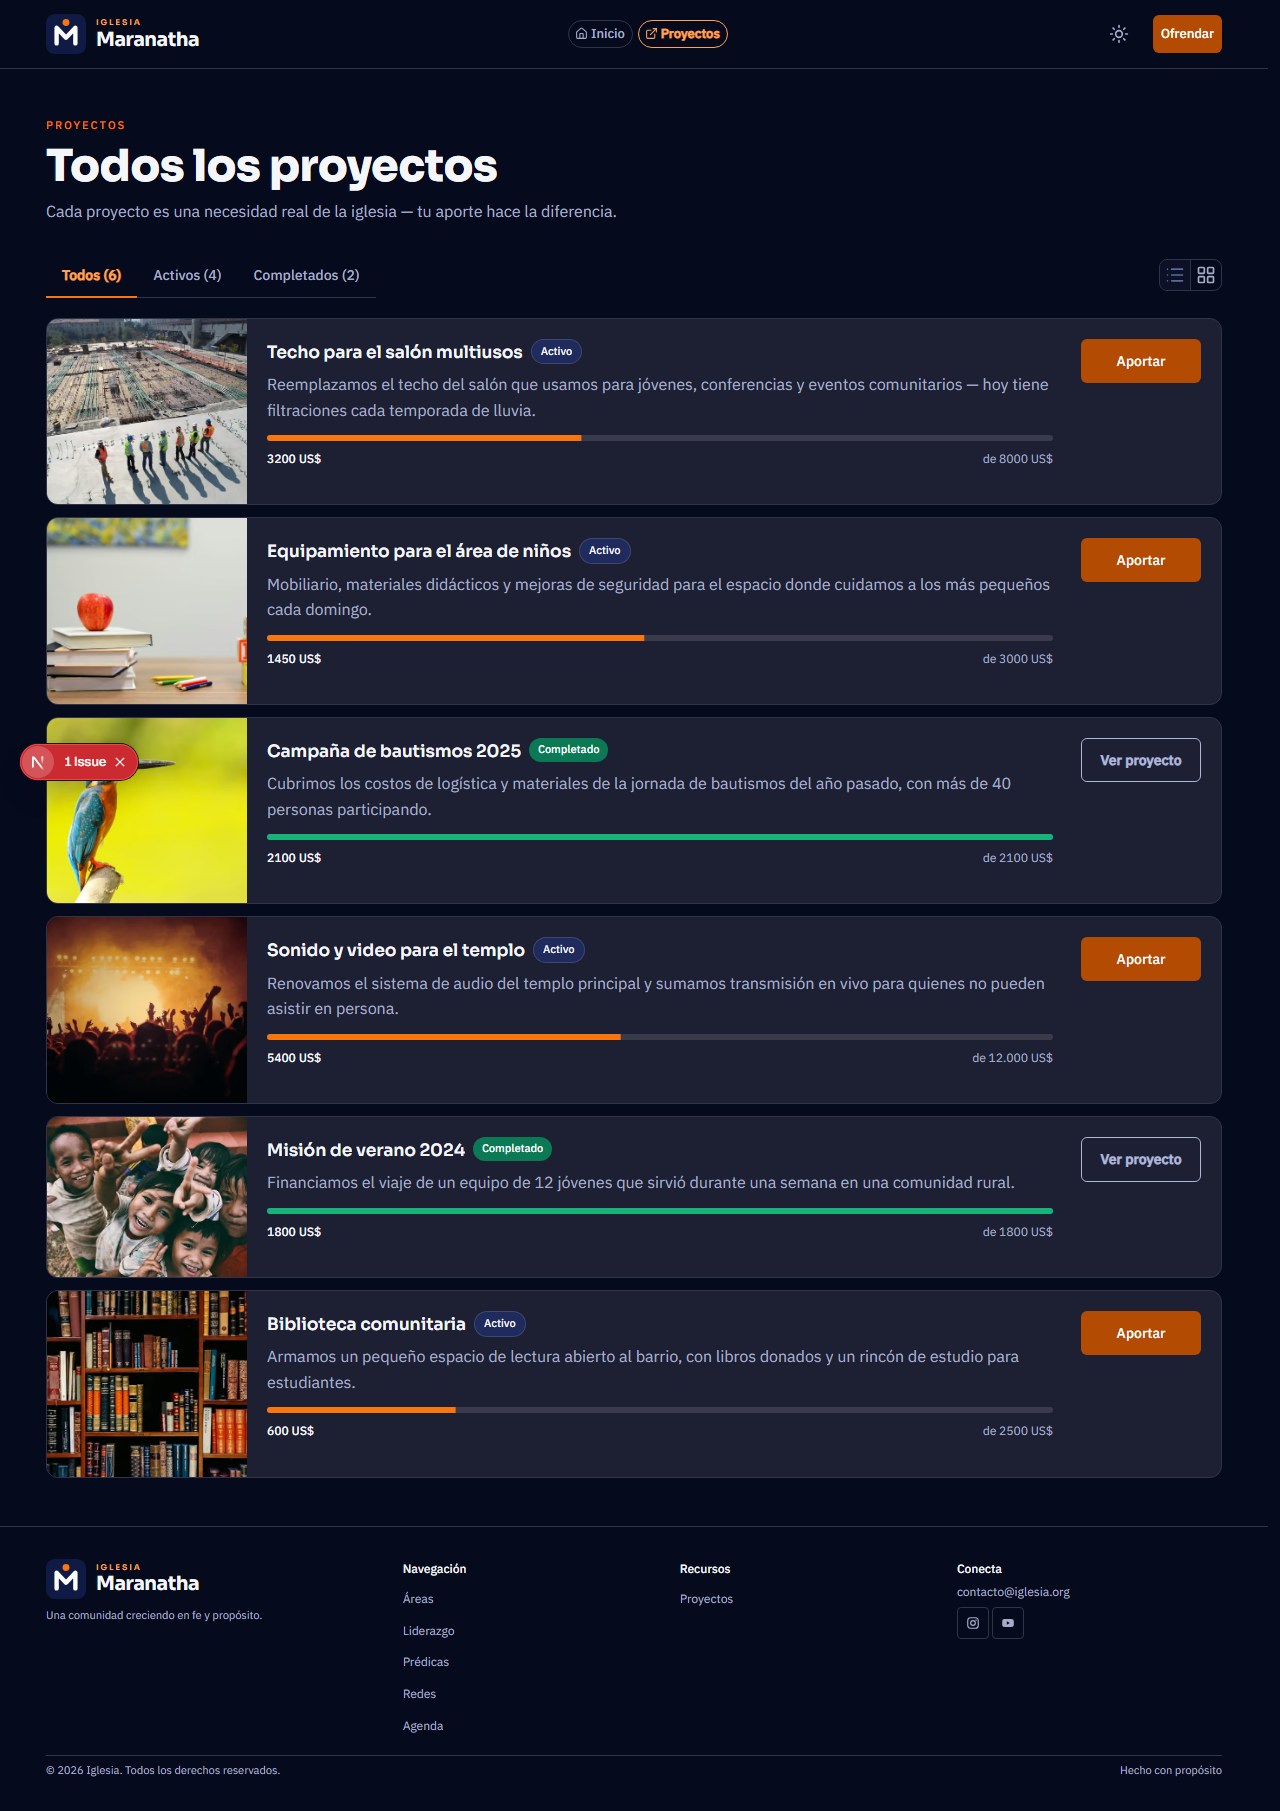 IGLESIA
Maranatha
Inicio
Proyectos
Ofrendar
PROYECTOS
Todos los proyectos
Cada proyecto es una necesidad real de la iglesia — tu aporte hace la diferencia.
Todos (6)
Activos (4)
Completados (2)
Techo para el salón multiusos
Activo
Aportar
Reemplazamos el techo del salón que usamos para jóvenes, conferencias y eventos comunitarios — hoy tiene
filtraciones cada temporada de lluvia.
3200 US$
de 8000 US$
Equipamiento para el área de niños
Activo
Aportar
Mobiliario, materiales didácticos y mejoras de seguridad para el espacio donde cuidamos a los más pequeños
cada domingo.
1450 US$
de 3000 US$
N
1 Issue
Campaña de bautismos 2025
Completado
Ver proyecto
Cubrimos los costos de logística y materiales de la jornada de bautismos del año pasado, con más de 40
personas participando.
2100 US$
de 2100 US$
Sonido y video para el templo
Activo
Aportar
Renovamos el sistema de audio del templo principal y sumamos transmisión en vivo para quienes no pueden
asistir en persona.
5400 US$
de 12.000 US$
Misión de verano 2024
Completado
Ver proyecto
Financiamos el viaje de un equipo de 12 jóvenes que sirvió durante una semana en una comunidad rural.
1800 US$
de 1800 US$
Biblioteca comunitaria
Activo
Aportar
Armamos un pequeño espacio de lectura abierto al barrio, con libros donados y un rincón de estudio para
estudiantes.
600 US$
de 2500 US$
IGLESIA
Maranatha
Una comunidad creciendo en fe y propósito.
Navegación
Áreas
Liderazgo
Prédicas
Redes
Agenda
Recursos
Proyectos
Conecta
contacto@iglesia.org
© 2026 Iglesia. Todos los derechos reservados.
Hecho con propósito